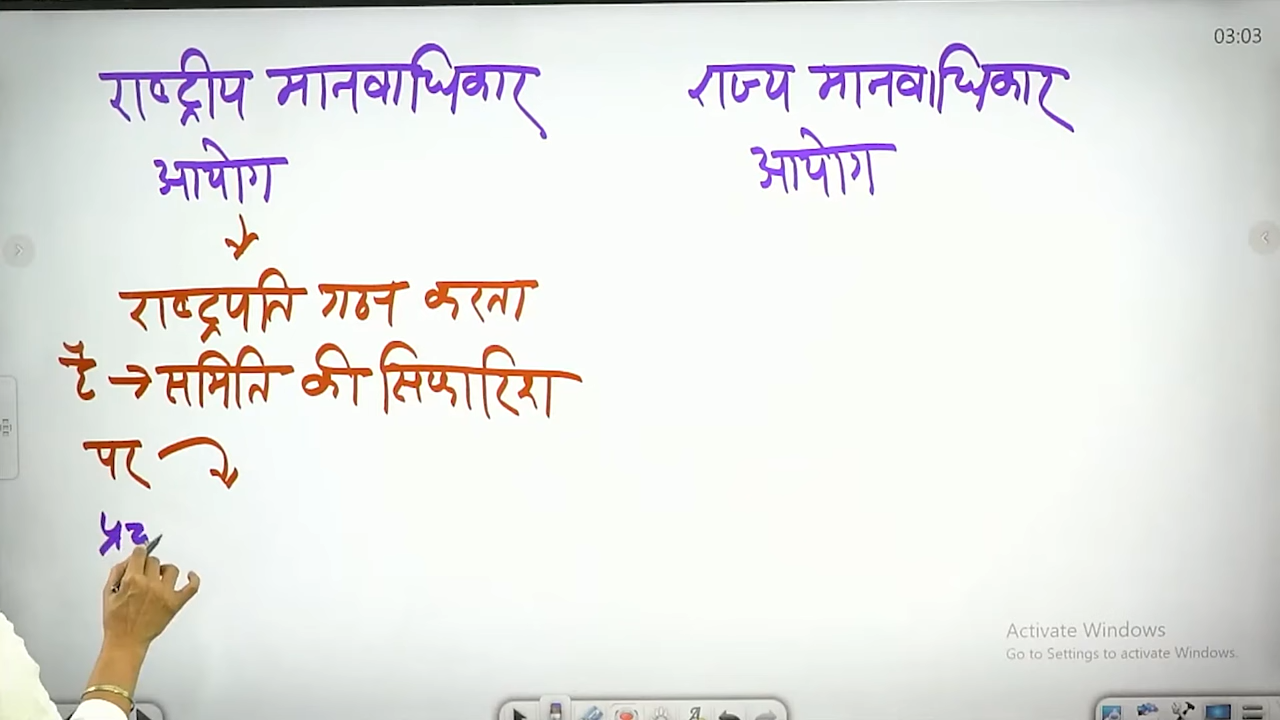 03:03
राष्ट्रीय मानवाधिकार
आयोग
राज्य मानवाधिकार
आयोग
राष्ट्रपति गठन करता
है → समिति की सिफारिश
पर
Activate Windows
Go to Settings to activate Windows.